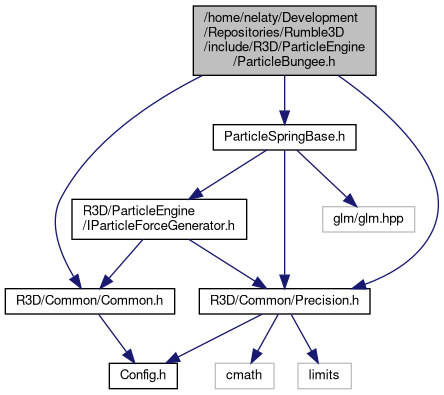 /home/nelaty/Development
/Repositories/Rumble3D
/include/R3D/ParticleEngine
/ParticleBungee.h
ParticleSpringBase.h
R3D/ParticleEngine
/IParticleForceGenerator.h
glm/glm.hpp
R3D/Common/Common.h
R3D/Common/Precision.h
Config.h
cmath
limits